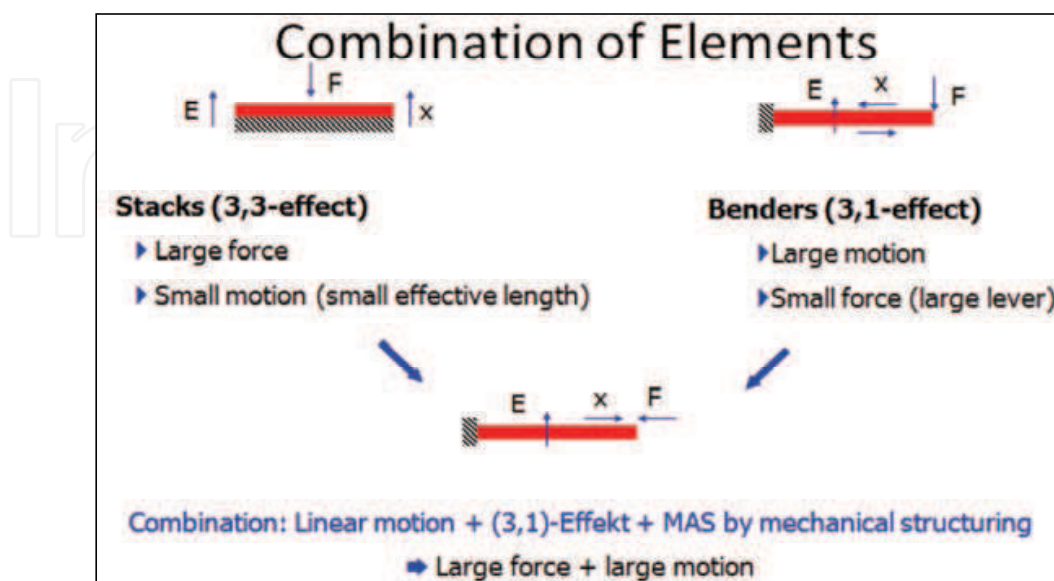 Combination of Elements
E F x
E x F
Stacks (3,3-effect)
Large force
Small motion (small effective length)
Benders (3,1-effect)
Large motion
Small force (large lever)
E x F
Combination: Linear motion + (3,1)-Effekt + MAS by mechanical structuring
Large force + large motion